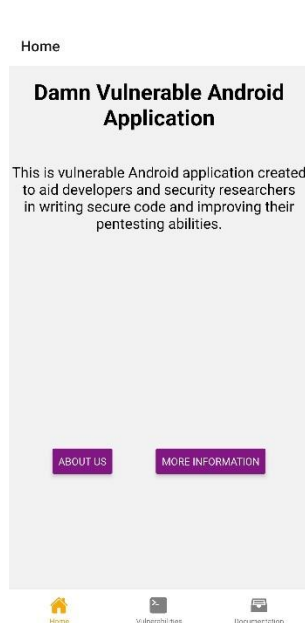 Home
Damn Vulnerable Android
Application
This is vulnerable Android application created
to aid developers and security researchers
in writing secure code and improving their
pentesting abilities.
ABOUT US
MORE INFORMATION
Home
Vulnerabilities
Documentation